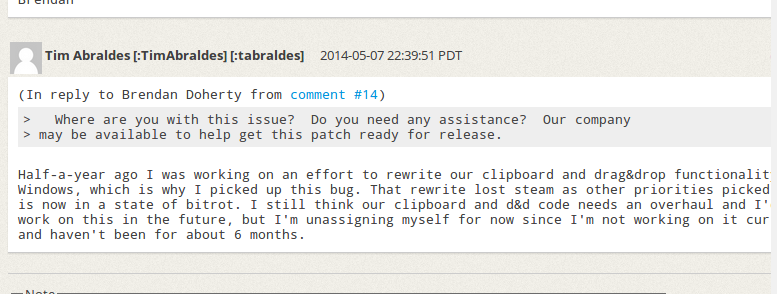 Brendan
Tim Abraldes [:TimAbraldes] [:tabraldes] 2014-05-07 22:39:51 PDT
(In reply to Brendan Doherty from comment #14)
> Where are you with this issue? Do you need any assistance? Our company
> may be available to help get this patch ready for release.
Half-a-year ago I was working on an effort to rewrite our clipboard and drag&drop functionalit
Windows, which is why I picked up this bug. That rewrite lost steam as other priorities picked
is now in a state of bitrot. I still think our clipboard and d&d code needs an overhaul and I'
work on this in the future, but I'm unassigning myself for now since I'm not working on it cur
and haven't been for about 6 months.
Note